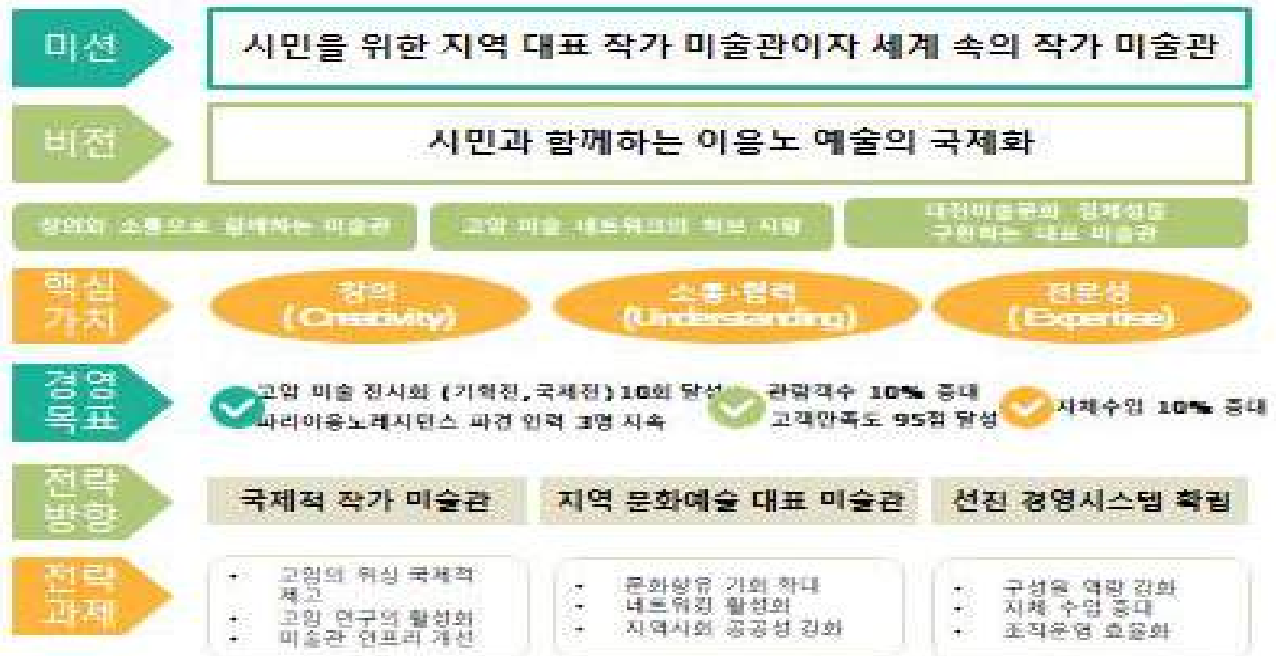 미션
시민을 위한 지역 대표 작가 미술관이자 세계 속의 작가 미술관
비전
시민과 함께하는 이응노 예술의 국제화
창의와 소통으로 함께하는 미술관
고암 미술 네트워크의 허브 지향
대전미술문화 정체성을
구현하는 대표 미술관
핵심
가치
창의
(Creativity)
소통·협력
(Understanding)
전문성
(Expertise)
경영
목표
고암 미술 전시회 (기획전,국제전)10회 달성
파리이응노레지던스 파견 인력 3명 지속
관람객수 10% 증대
고객만족도 95점 달성
자체수입 10% 증대
전략
방향
국제적 작가 미술관
지역 문화예술 대표 미술관
선진 경영시스템 확립
전략
과제
• 고암의 위상 국제적
제고
• 고암 연구의 활성화
• 미술관 인프라 개선
• 문화향유 기회 확대
• 네트워킹 활성화
• 지역사회 공공성 강화
• 구성원 역량 강화
• 자체 수입 증대
• 조직운영 효율화